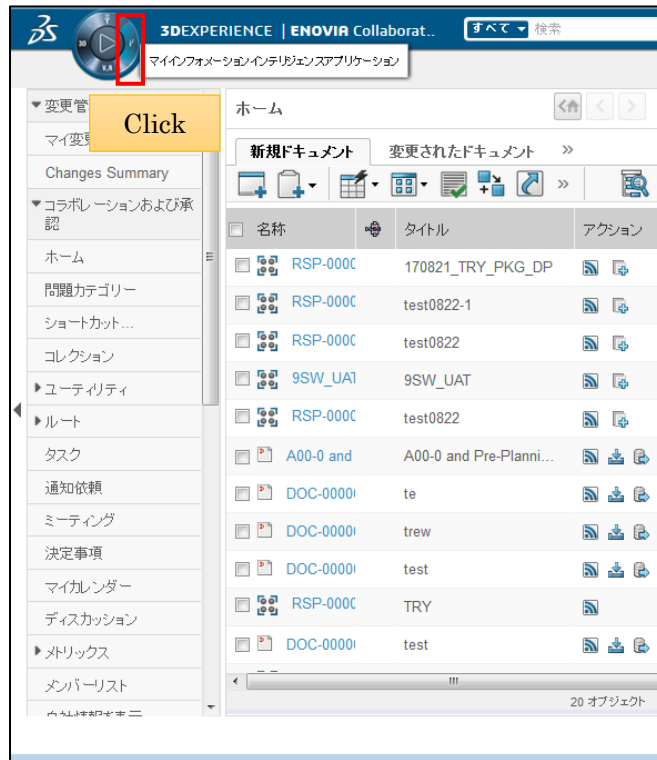 3DEXPERIENCE | ENOVIA Collaborat..
すべて
検索
3D
i²
V.R
マイインフォメーションインテリジェンスアプリケーション
Click
変更管
マイ変
Changes Summary
コラボレーションおよび承
認
ホーム
問題カテゴリー
ショートカット...
コレクション
ユーティリティ
ルート
タスク
通知依頼
ミーティング
決定事項
マイカレンダー
ディスカッション
メトリックス
メンバーリスト
ホーム
新規ドキュメント 変更されたドキュメント »
»
名称 タイトル アクション
RSP-0000 170821_TRY_PKG_DP
RSP-0000 test0822-1
RSP-0000 test0822
9SW_UAT 9SW_UAT
RSP-0000 test0822
A00-0 and A00-0 and Pre-Planni...
DOC-00000 te
DOC-00000 trew
DOC-00000 test
RSP-0000 TRY
DOC-00000 test
20 オブジェクト